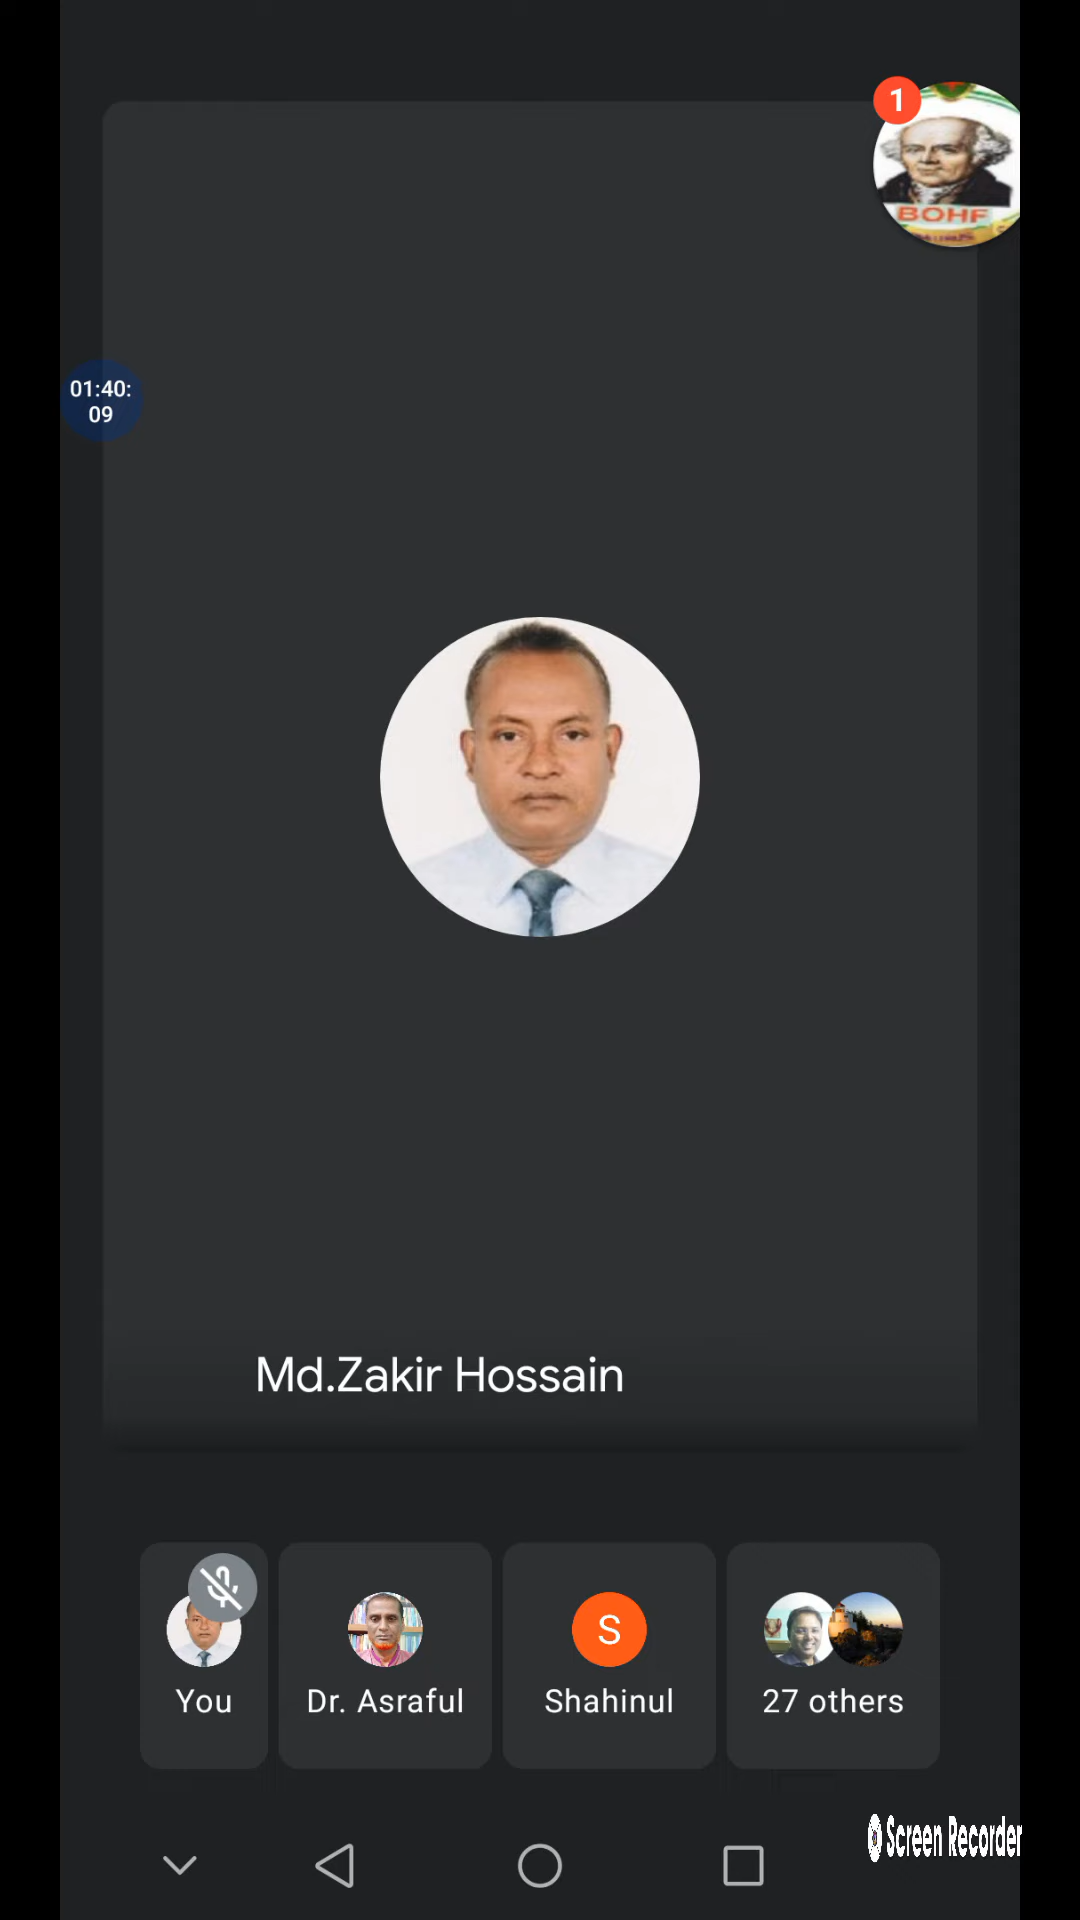 1
BOHF
01:40:
09
Md.Zakir Hossain
You
Dr. Asraful
S
Shahinul
27 others
Screen Recorder